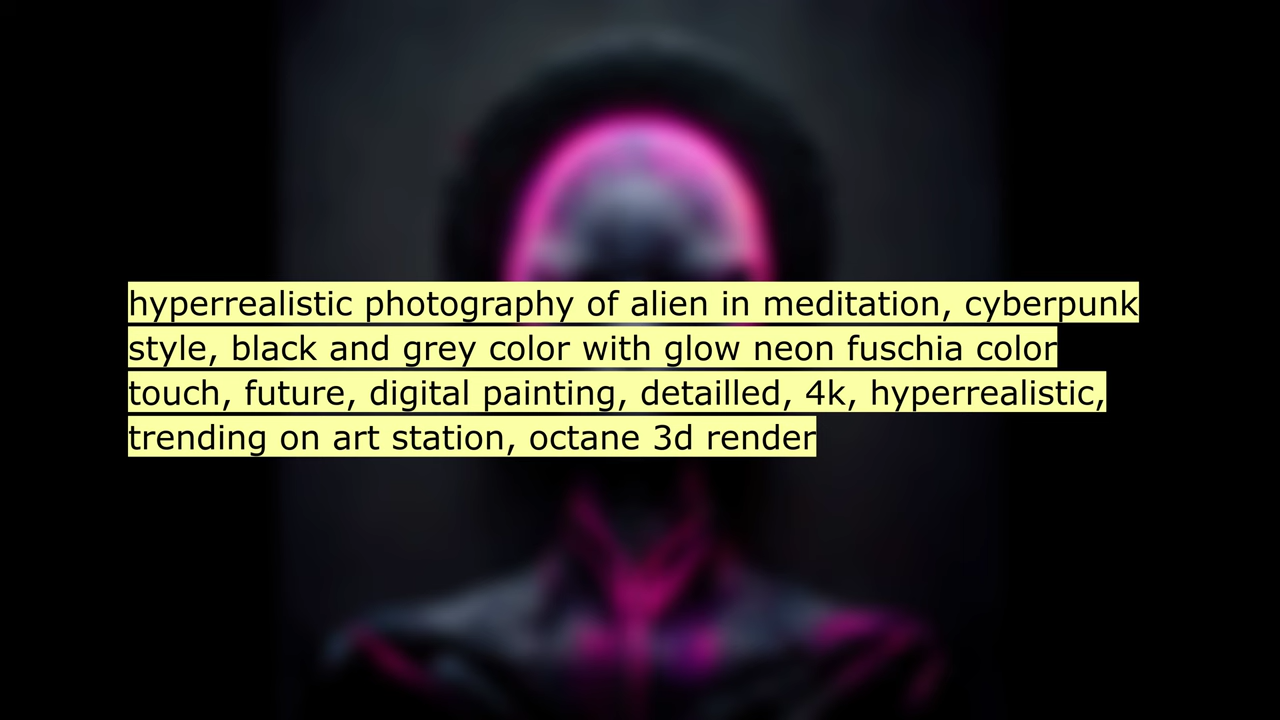 hyperrealistic photography of alien in meditation, cyberpunk
style, black and grey color with glow neon fuschia color
touch, future, digital painting, detailled, 4k, hyperrealistic,
trending on art station, octane 3d render